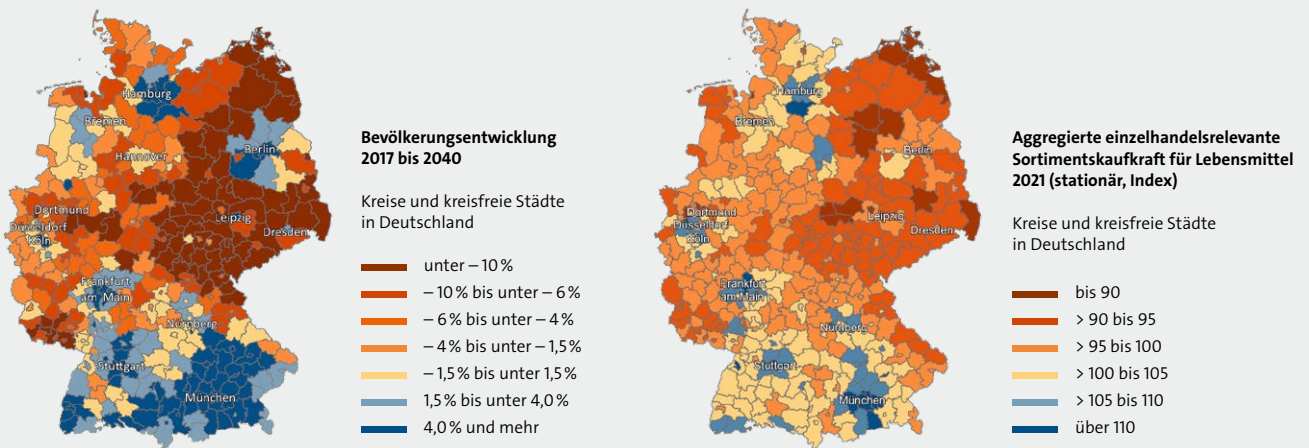 Hamburg
Bremen
Berlin
Hannover
Dortmund
Düsseldorf
Köln
Leipzig
Dresden
Frankfurt
am Main
Nürnberg
Stuttgart
München
Bevölkerungsentwicklung
2017 bis 2040
Kreise und kreisfreie Städte
in Deutschland
unter – 10 %
– 10 % bis unter – 6 %
– 6 % bis unter – 4 %
– 4 % bis unter – 1,5 %
– 1,5 % bis unter 1,5 %
1,5 % bis unter 4,0 %
4,0 % und mehr
Hamburg
Bremen
Berlin
Dortmund
Düsseldorf
Köln
Leipzig
Dresden
Frankfurt
am Main
Nürnberg
Stuttgart
München
Aggregierte einzelhandelsrelevante
Sortimentskaufkraft für Lebensmittel
2021 (stationär, Index)
Kreise und kreisfreie Städte
in Deutschland
bis 90
> 90 bis 95
> 95 bis 100
> 100 bis 105
> 105 bis 110
über 110